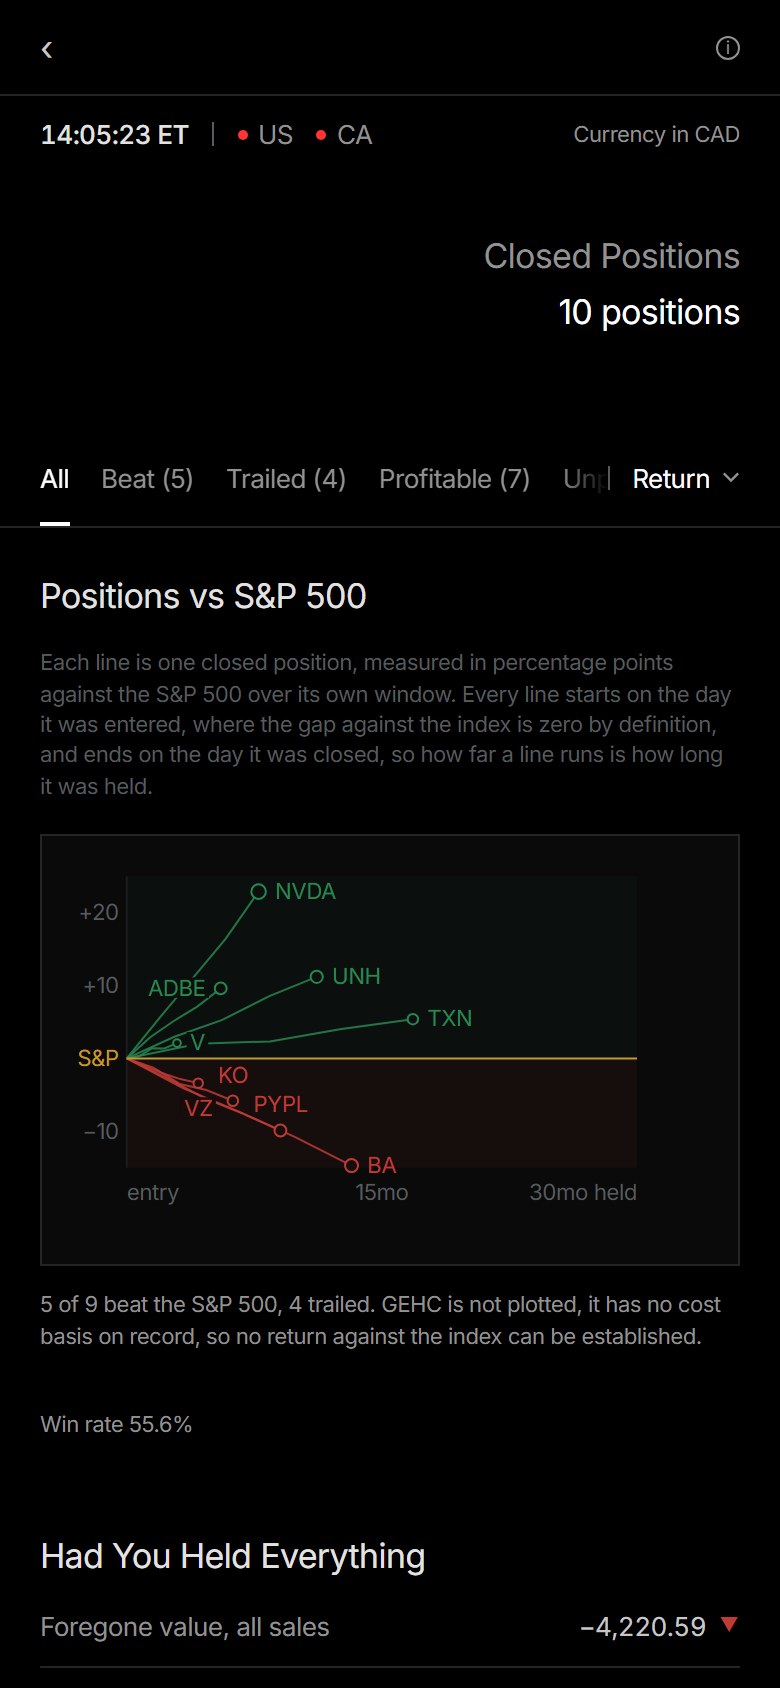 14:05:23 ET | US CA Currency in CAD
Closed Positions
10 positions
All Beat (5) Trailed (4) Profitable (7) Return
Positions vs S&P 500
Each line is one closed position, measured in percentage points
against the S&P 500 over its own window. Every line starts on the day
it was entered, where the gap against the index is zero by definition,
and ends on the day it was closed, so how far a line runs is how long
it was held.
NVDA
+20
UNH
+10
ADBE
TXN
V
S&P
KO
PYPL
VZ
−10
BA
entry 15mo 30mo held
5 of 9 beat the S&P 500, 4 trailed. GEHC is not plotted, it has no cost
basis on record, so no return against the index can be established.
Win rate 55.6%
Had You Held Everything
Foregone value, all sales −4,220.59